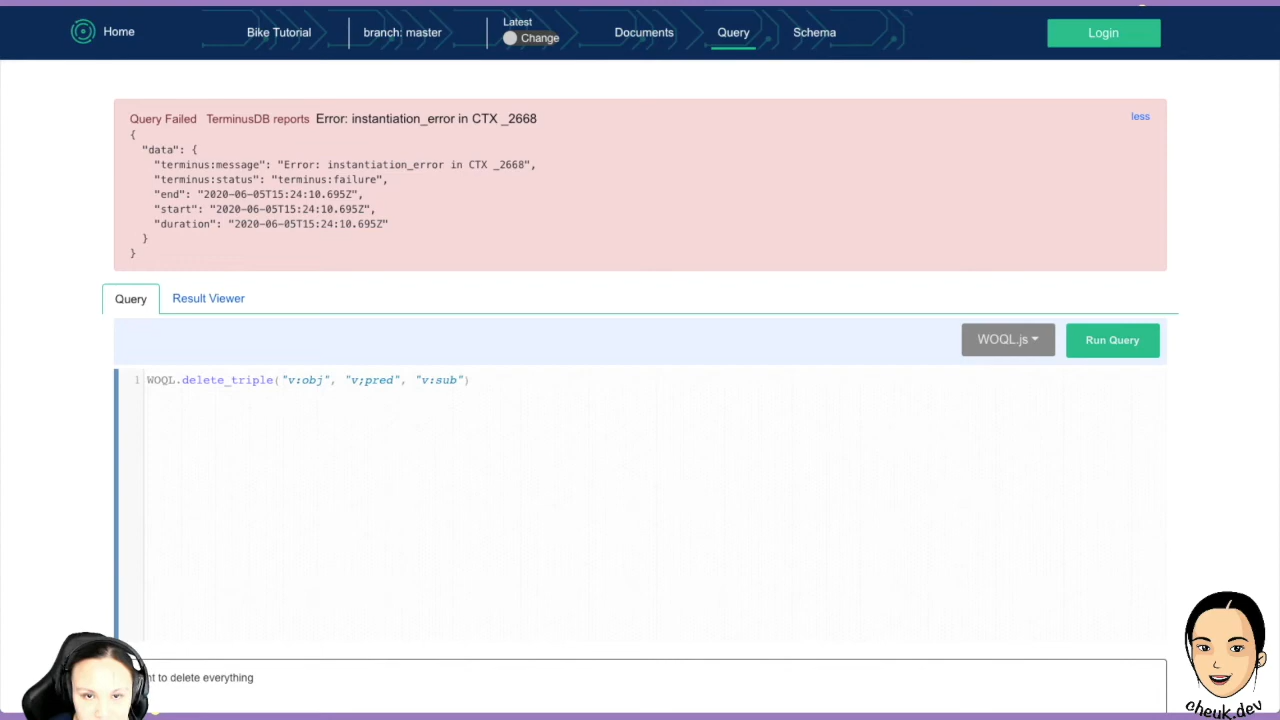 Home
Bike Tutorial
branch: master
Latest
Change
Documents
Query
Schema
Login
Query Failed TerminusDB reports Error: instantiation_error in CTX _2668
less
{
"data": {
"terminus:message": "Error: instantiation_error in CTX _2668",
"terminus:status": "terminus:failure",
"end": "2020-06-05T15:24:10.695Z",
"start": "2020-06-05T15:24:10.695Z",
"duration": "2020-06-05T15:24:10.695Z"
}
}
Query
Result Viewer
WOQL.js
Run Query
1 WOQL.delete_triple("v:obj", "v;pred", "v:sub")
to delete everything
cheuk.dev